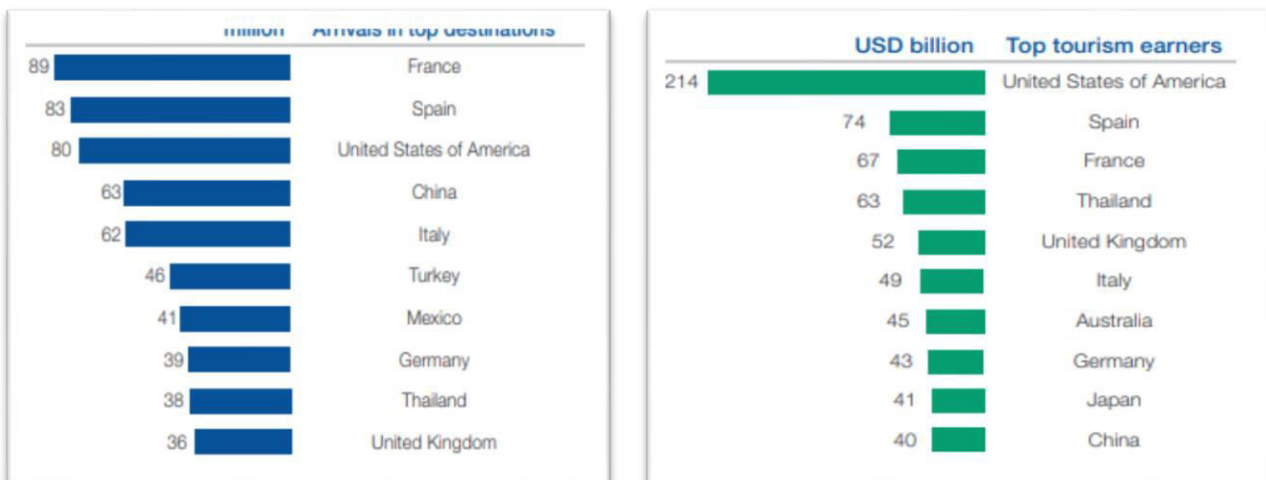 million Arrivals in top destinations
89 France
83 Spain
80 United States of America
63 China
62 Italy
46 Turkey
41 Mexico
39 Germany
38 Thailand
36 United Kingdom
USD billion Top tourism earners
214 United States of America
74 Spain
67 France
63 Thailand
52 United Kingdom
49 Italy
45 Australia
43 Germany
41 Japan
40 China